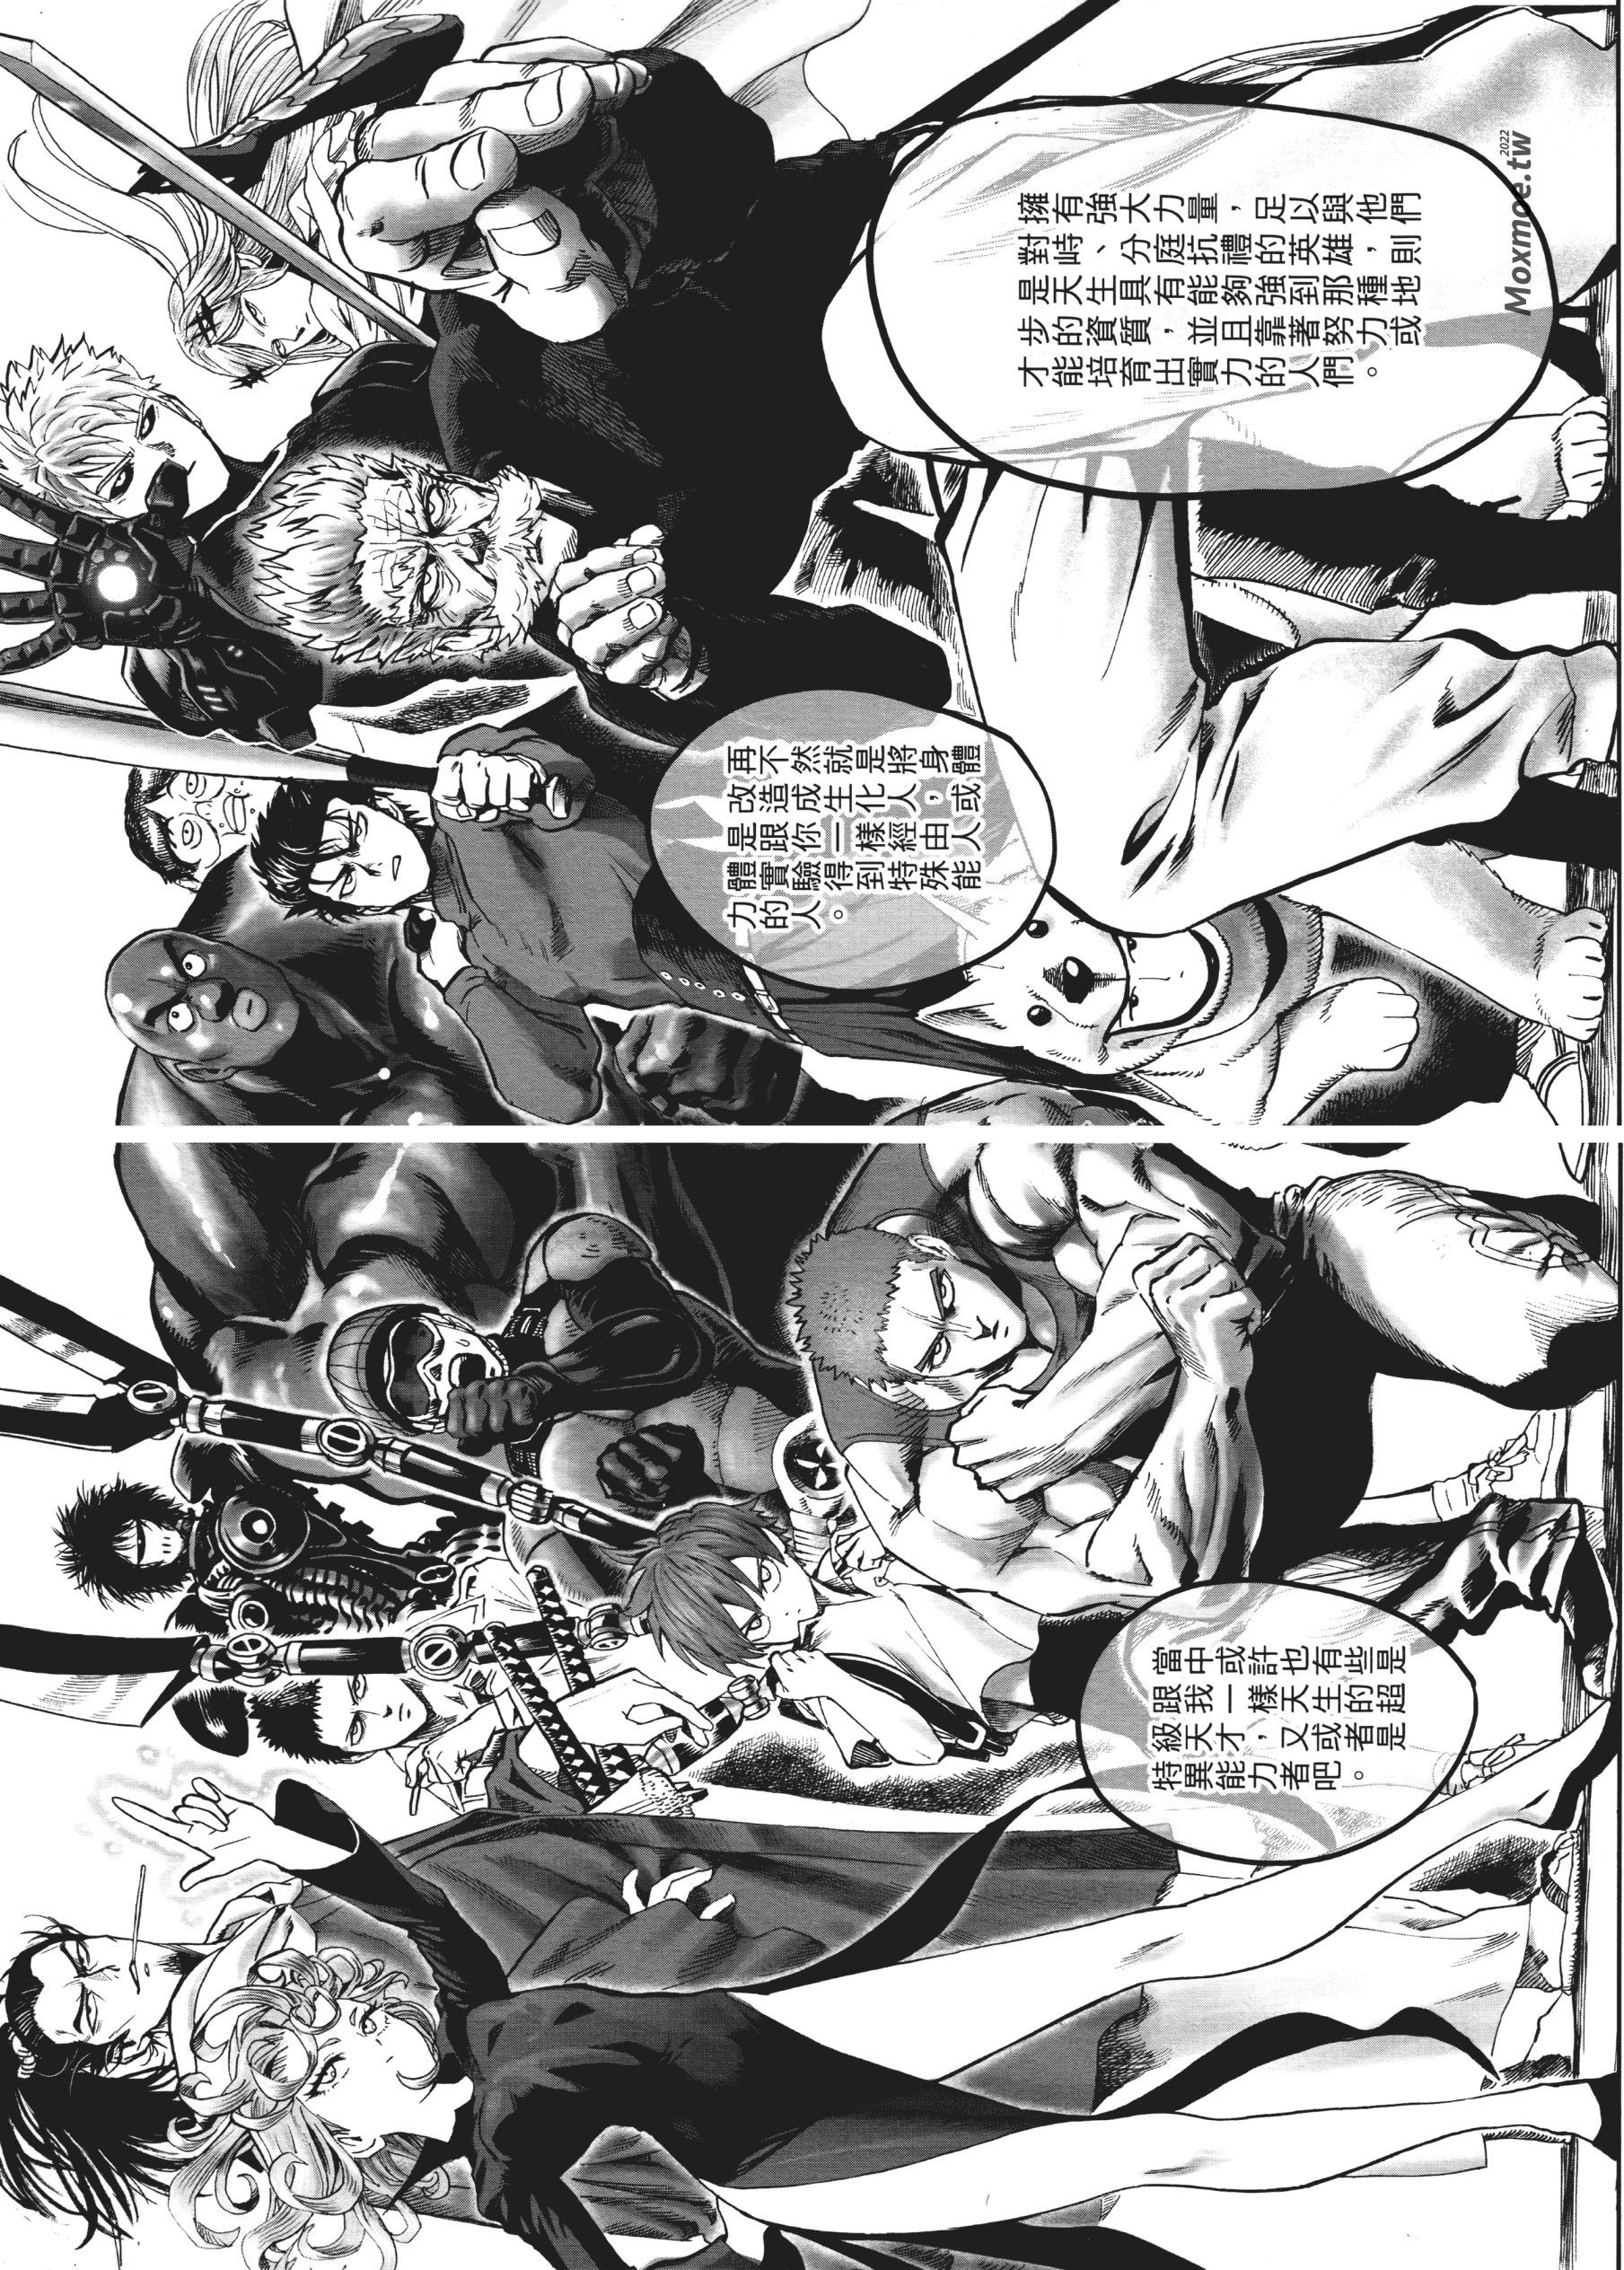 擁有強大力量，足以與他們
對峙、分庭抗禮的英雄，則
是天生具有能夠強到那種地
步的資質，並且靠著努力或
才能培育出實力的人們。
再不然就是將身體
改造成生化人，或
是跟你一樣經由人
體實驗得到特殊能
力的人。
當中或許也有些是
跟我一樣天生的超
級天才，又或者是
特異能力者吧。
2022
Moxmoe.tw